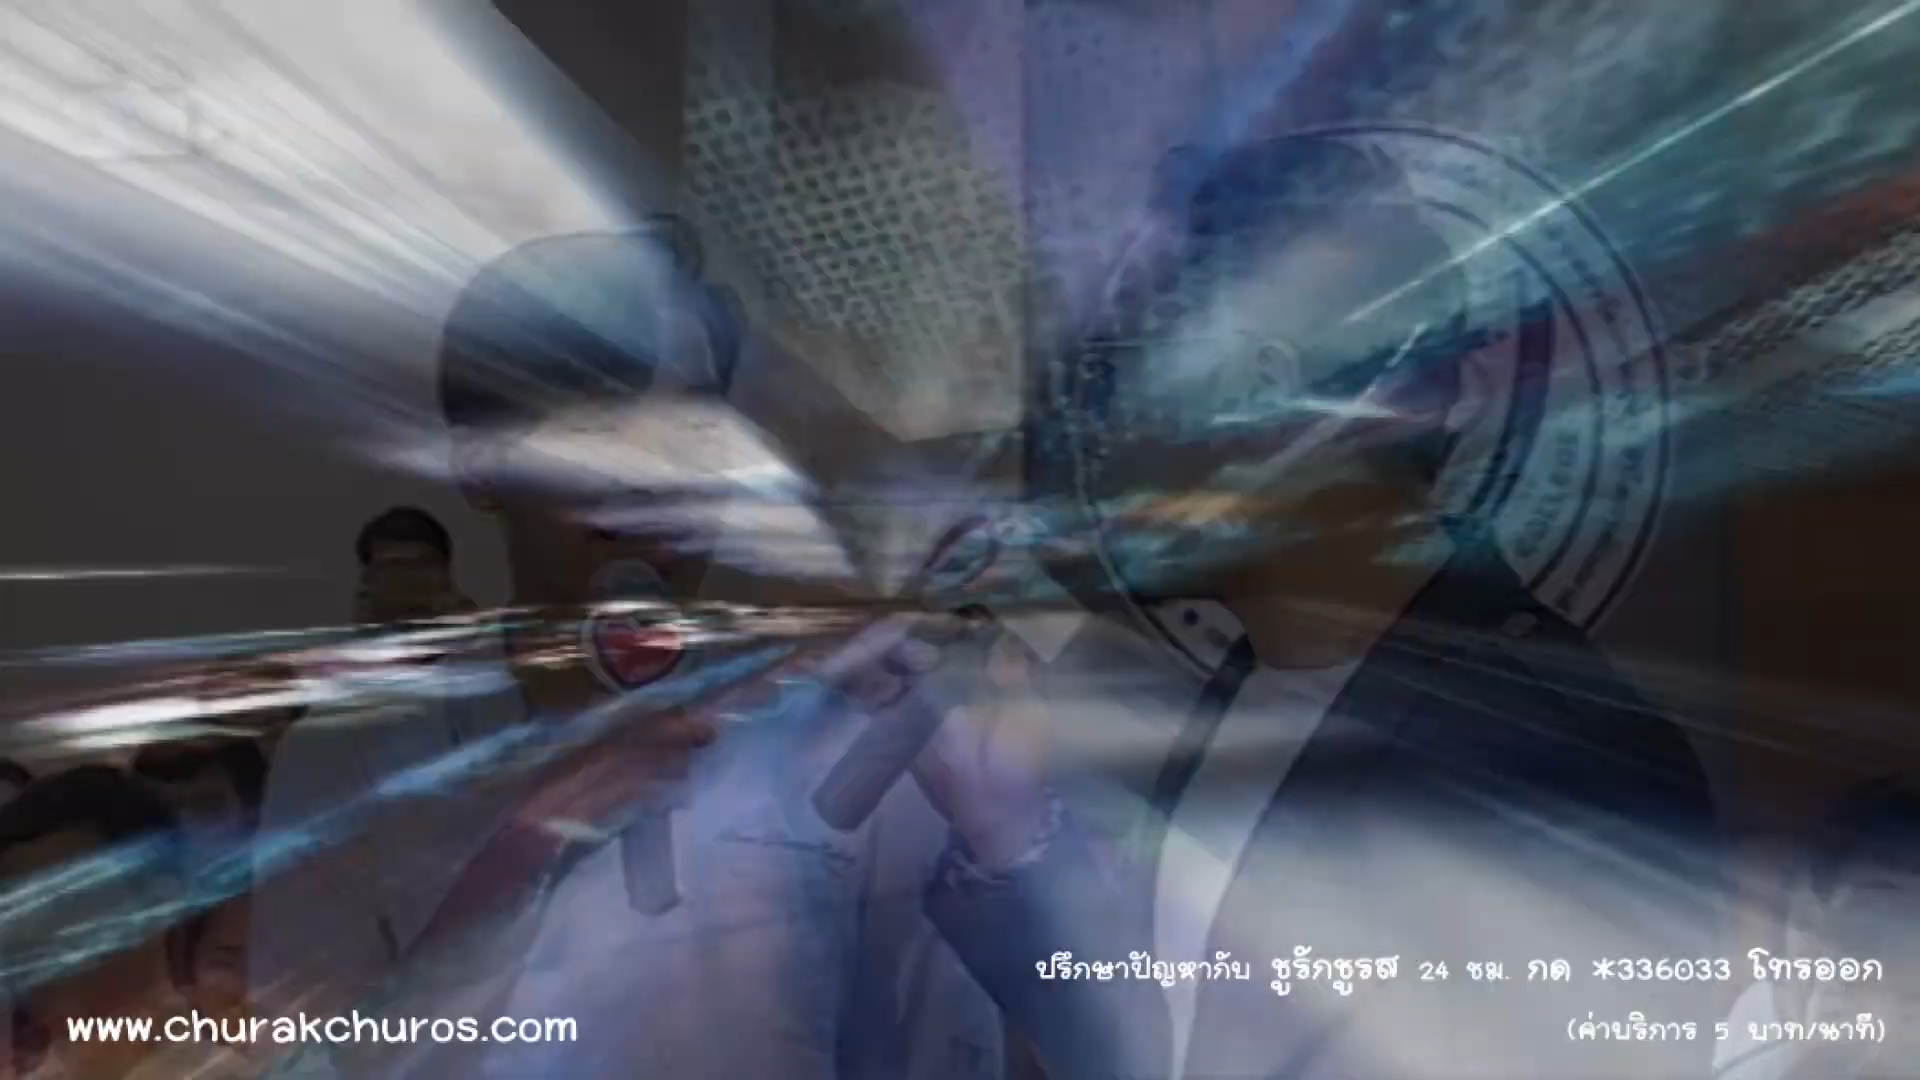 ปรึกษาปัญหากับ ชูรักชูรส 24 ชม. กด *336033 โทรออก
(ค่าบริการ 5 บาท/นาที)
www.churakchuros.com